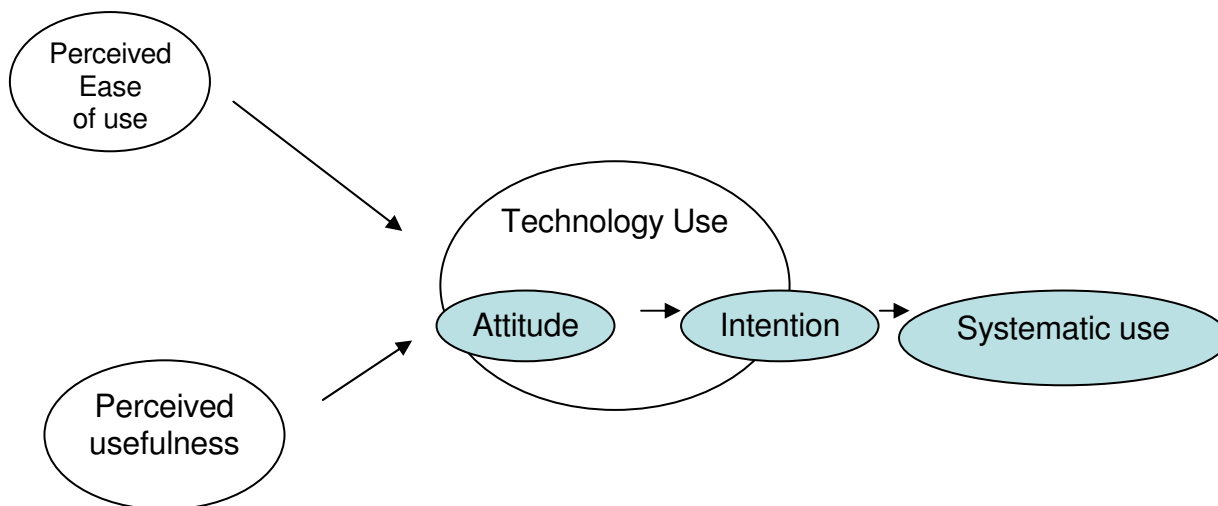 Perceived
Ease
of use
Technology Use
Attitude
Intention
Systematic use
Perceived
usefulness